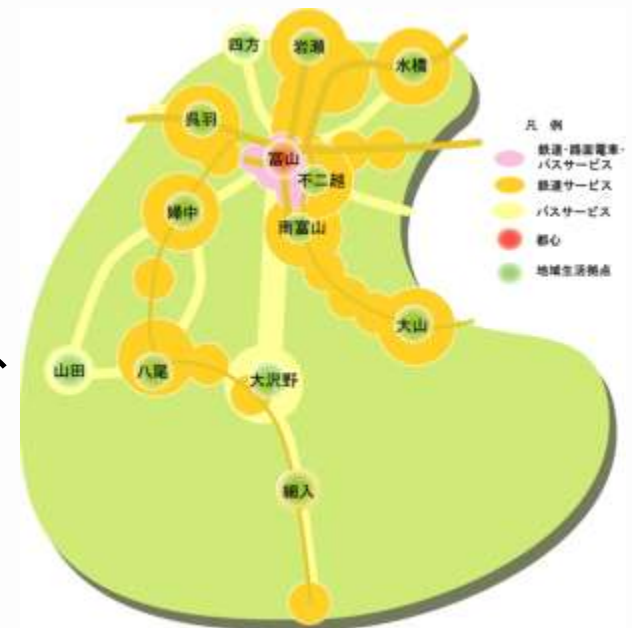 四方
岩瀬
水橋
呉羽
凡 例
富山
鉄道・路面電車・
バスサービス
不二越
鉄道サービス
婦中
バスサービス
南富山
都心
地域生活拠点
大山
山田
八尾
大沢野
細入